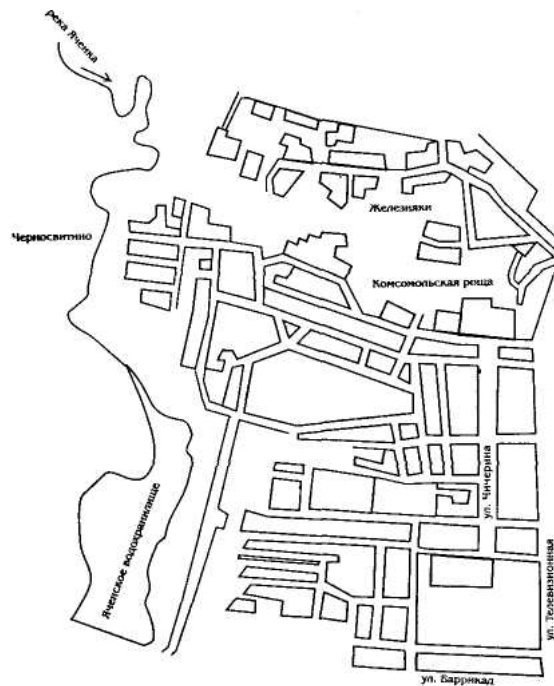 река Яченка
Железняки
Черносвитино
Комсомольская роща
ул. Чичерина
Яченское водохранилище
ул. Телевизионная
ул. Баррикад